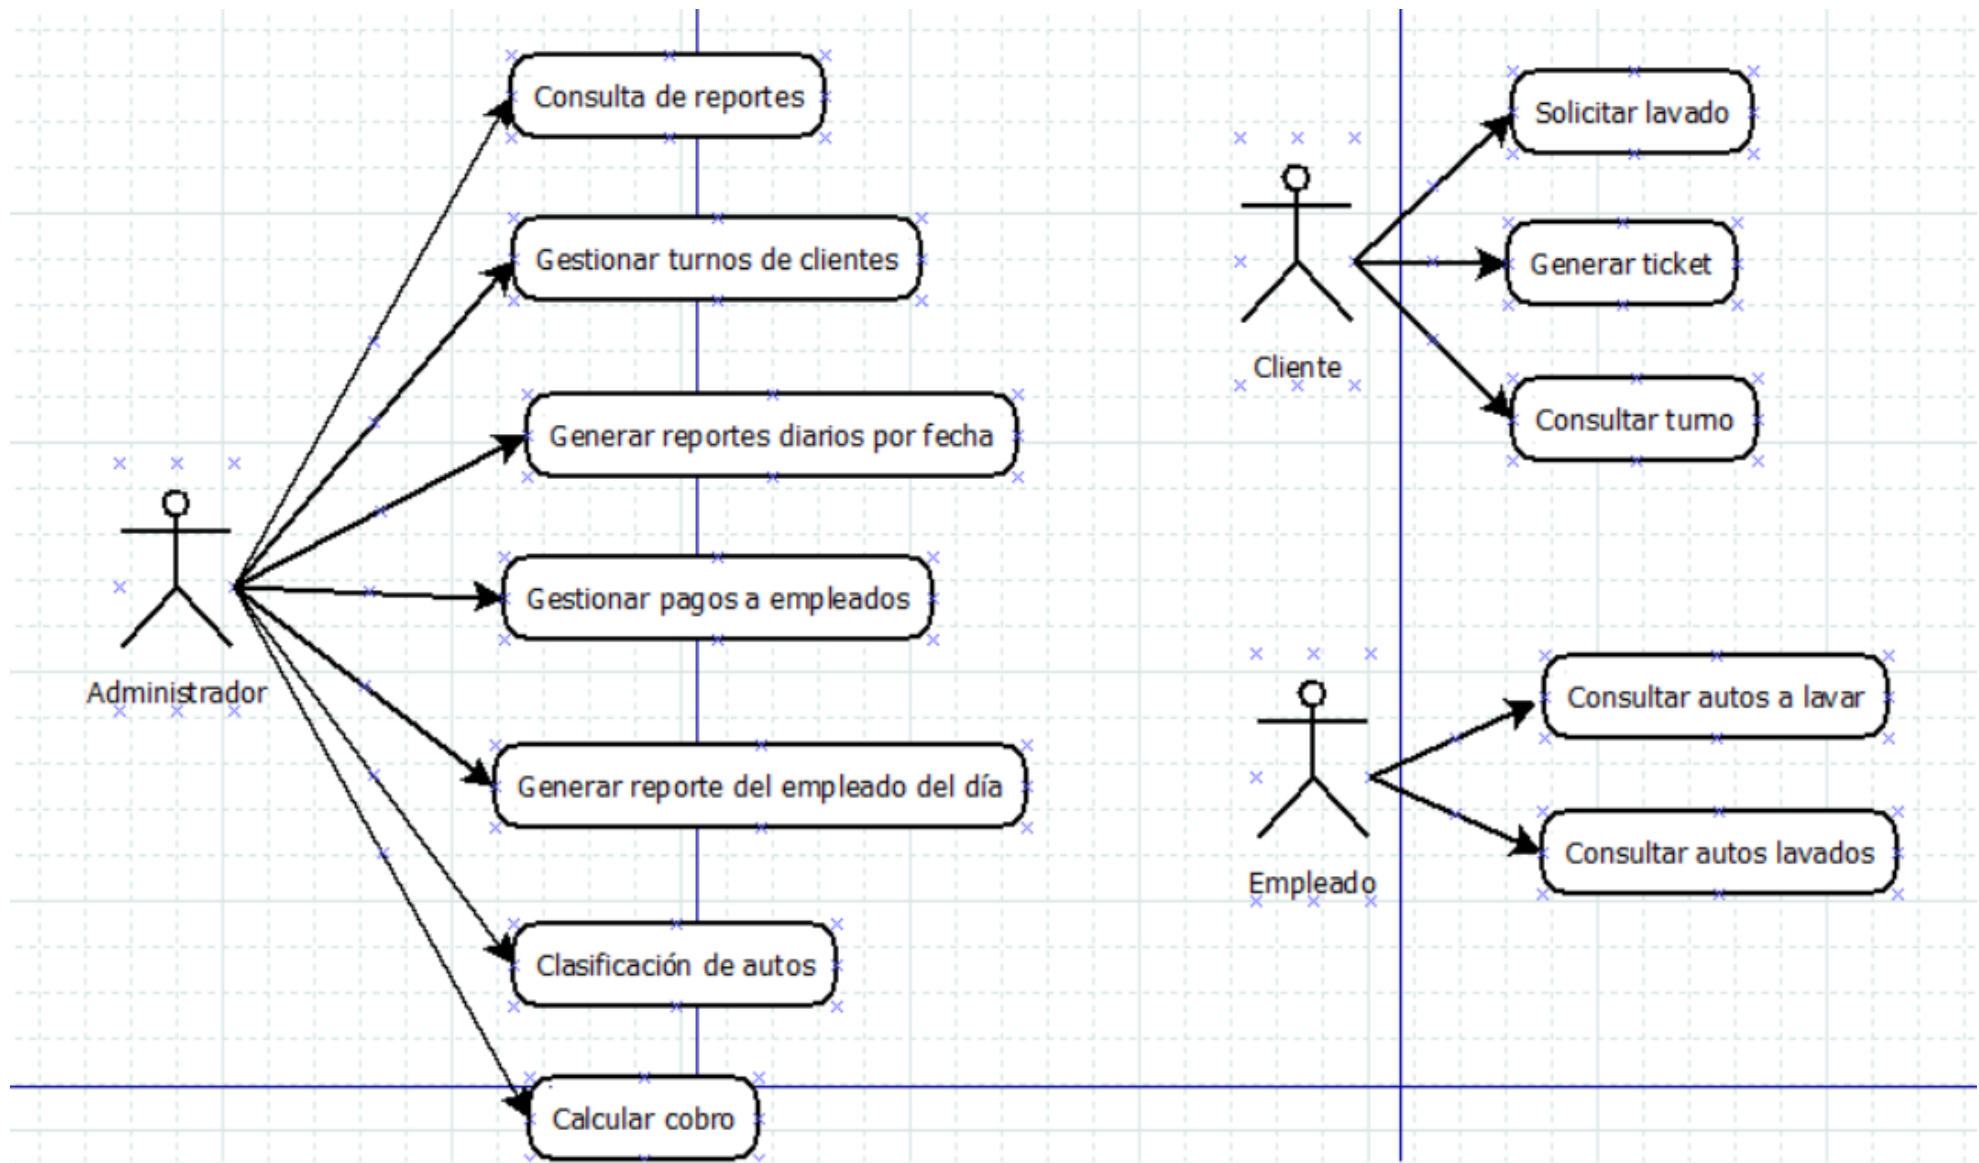 Consulta de reportes
Gestionar turnos de clientes
Generar reportes diarios por fecha
Gestionar pagos a empleados
Administrador
Generar reporte del empleado del día
Clasificación de autos
Calcular cobro
Solicitar lavado
Generar ticket
Cliente
Consultar turno
Consultar autos a lavar
Consultar autos lavados
Empleado